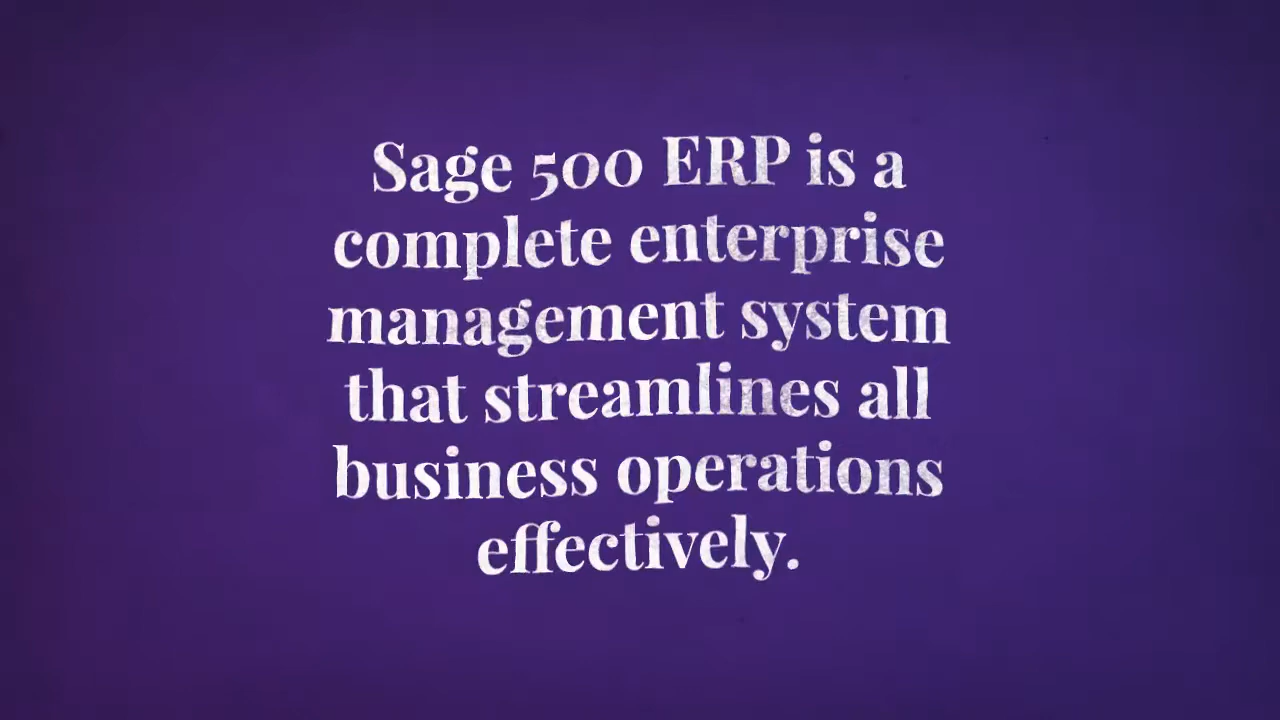 Sage 500 ERP is a
complete enterprise
management system
that streamlines all
business operations
effectively.